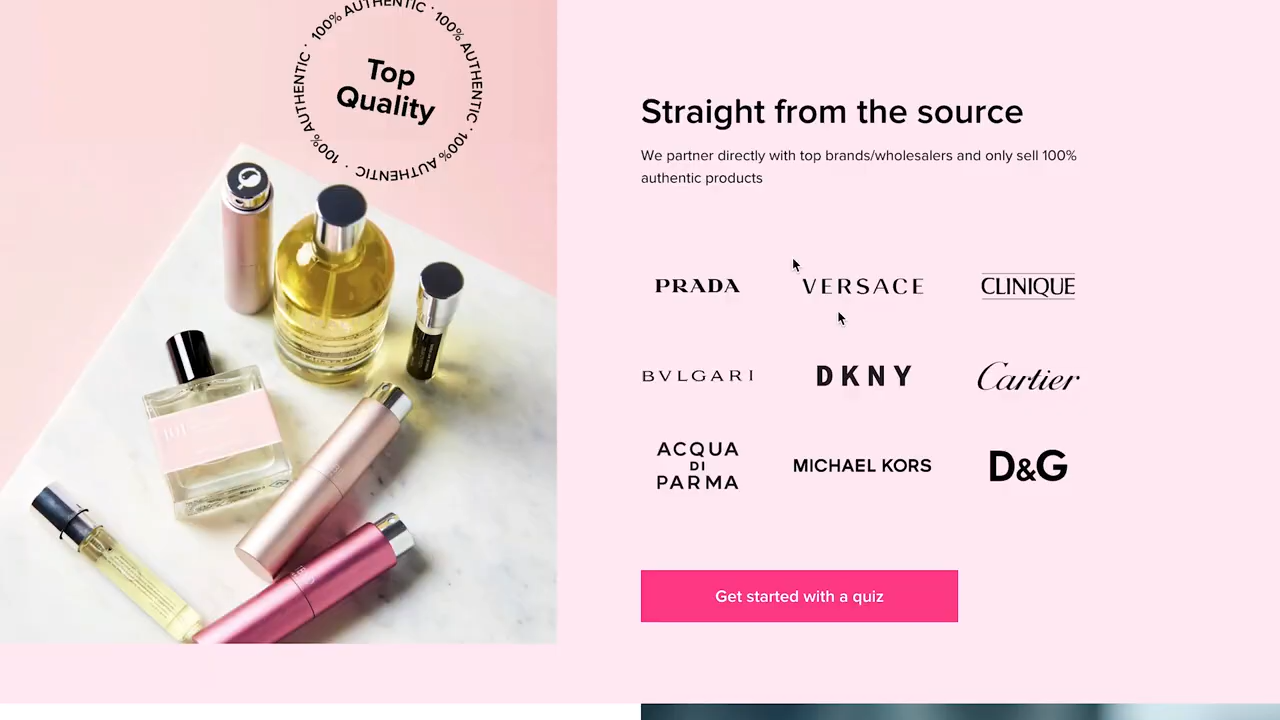 100% AUTHENTIC · 100% AUTHENTIC · 100% AUTHENTIC · 100% AUTHENTIC ·
Top
Quality
Straight from the source
We partner directly with top brands/wholesalers and only sell 100%
authentic products
PRADA
VERSACE
CLINIQUE
BVLGARI
DKNY
Cartier
ACQUA
DI
PARMA
MICHAEL KORS
D&G
Get started with a quiz